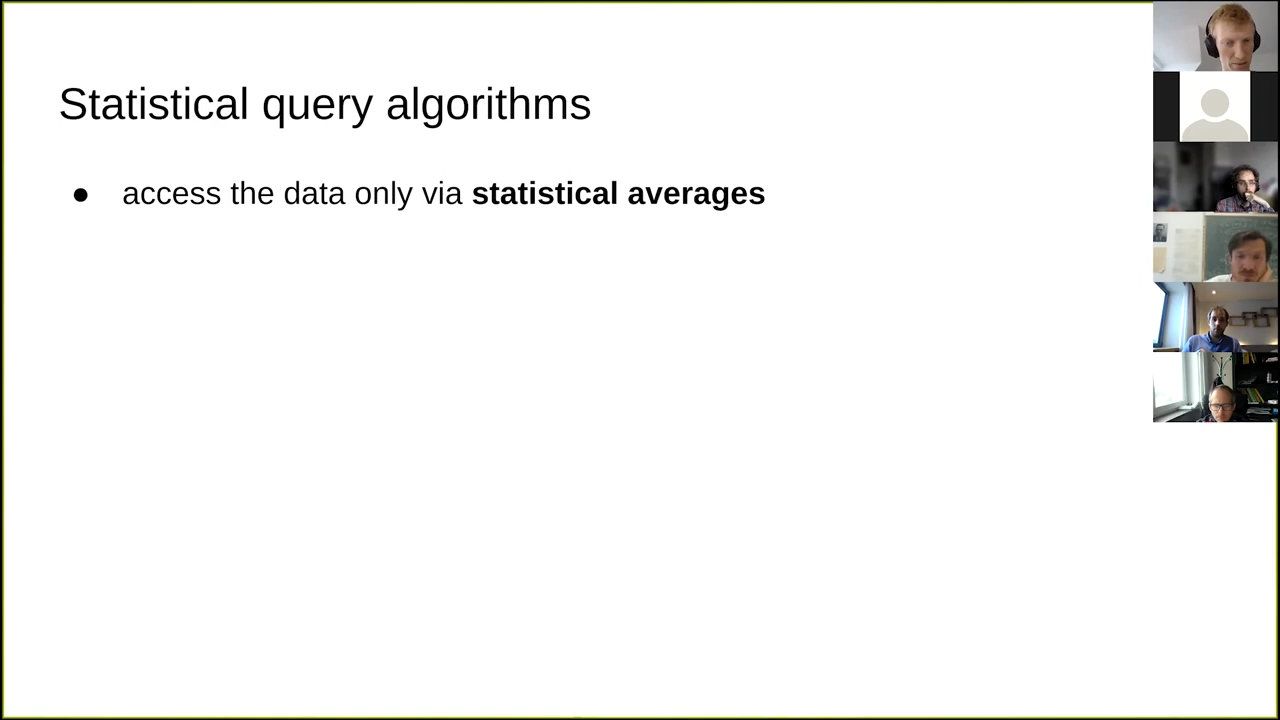 Statistical query algorithms
● access the data only via statistical averages